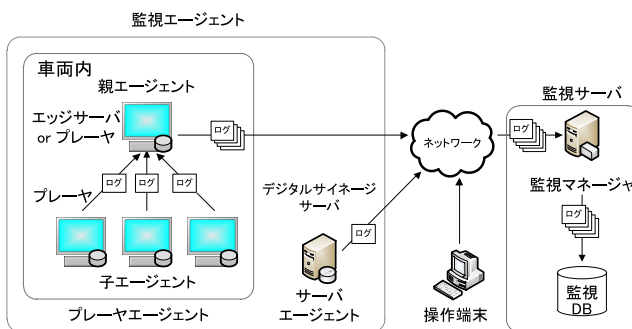 監視エージェント
車両内
親エージェント
エッジサーバ
or プレーヤ
ログ
プレーヤ
ログ
ログ
ログ
子エージェント
プレーヤエージェント
デジタルサイネージ
サーバ
ログ
サーバ
エージェント
ネットワーク
操作端末
監視サーバ
ログ
監視マネージャ
ログ
監視
DB